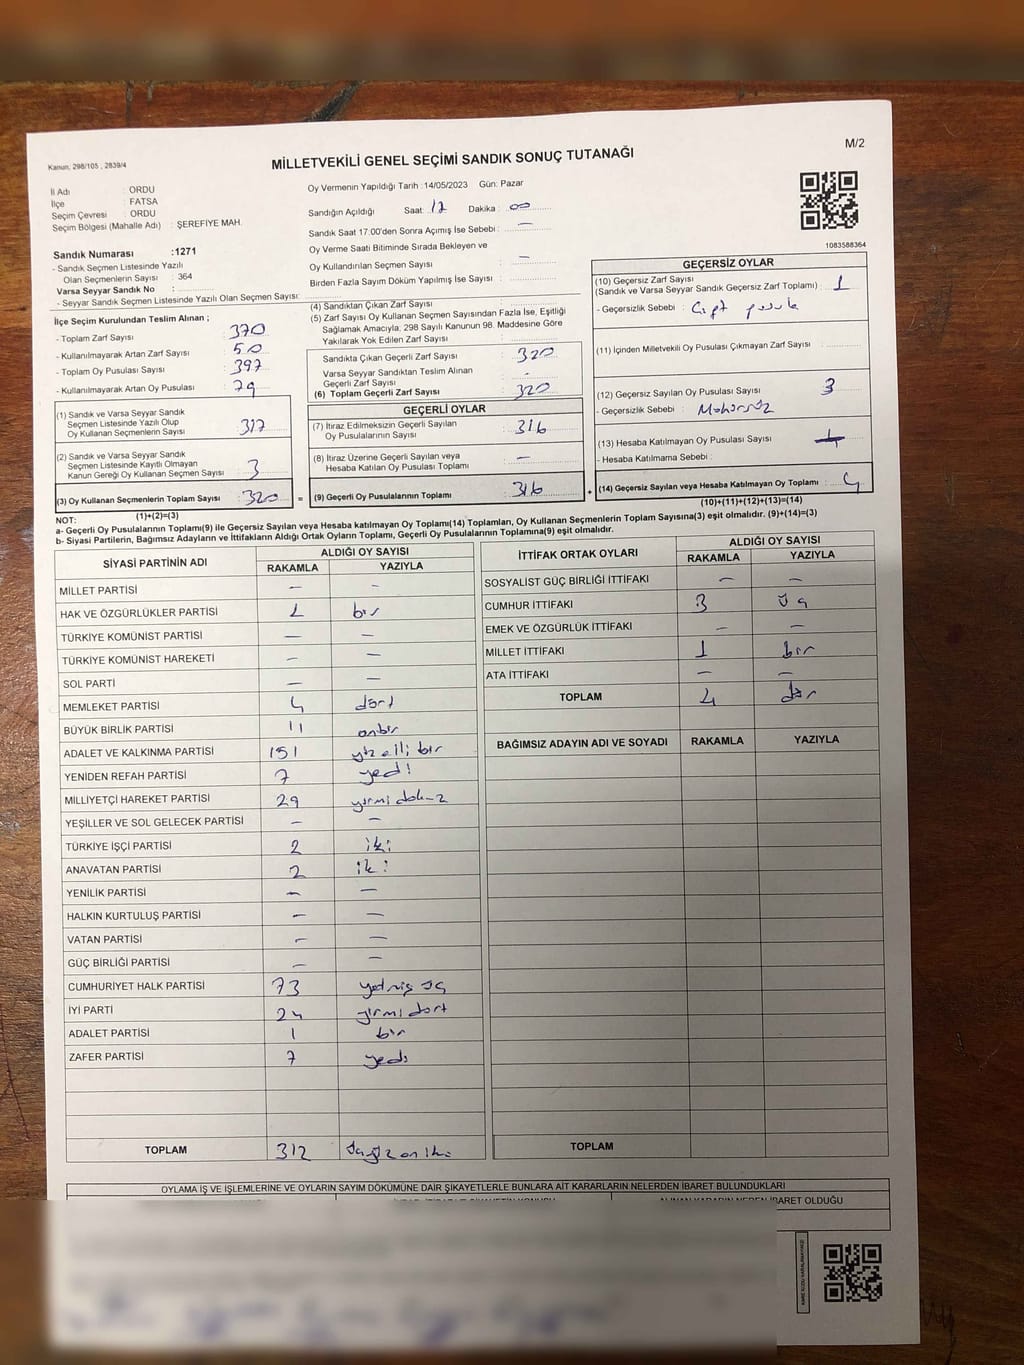 Kanun; 298/105 , 2839/4
M/2
MİLLETVEKİLİ GENEL SEÇİMİ SANDIK SONUÇ TUTANAĞI
İl Adı : ORDU
İlçe : FATSA
Seçim Çevresi : ORDU
Seçim Bölgesi (Mahalle Adı) : ŞEREFİYE MAH.
Sandık Numarası :1271
- Sandık Seçmen Listesinde Yazılı
Olan Seçmenlerin Sayısı : 364
Varsa Seyyar Sandık No :
- Seyyar Sandık Seçmen Listesinde Yazılı Olan Seçmen Sayısı:
Oy Vermenin Yapıldığı Tarih :14/05/2023 Gün: Pazar
Sandığın Açıldığı Saat: 17 Dakika : 00
Sandık Saat 17:00'den Sonra Açımış İse Sebebi : —
Oy Verme Saati Bitiminde Sırada Bekleyen ve
Oy Kullandırılan Seçmen Sayısı : —
Birden Fazla Sayım Döküm Yapılmış İse Sayısı :
1083588364
İlçe Seçim Kurulundan Teslim Alınan ;
- Toplam Zarf Sayısı : 370
- Kullanılmayarak Artan Zarf Sayısı : 50
- Toplam Oy Pusulası Sayısı : 397
- Kullanılmayarak Artan Oy Pusulası : 79
(1) Sandık ve Varsa Seyyar Sandık
Seçmen Listesinde Yazılı Olup
Oy Kullanan Seçmenlerin Sayısı : 317
(2) Sandık ve Varsa Seyyar Sandık
Seçmen Listesinde Kayıtlı Olmayan
Kanun Gereği Oy Kullanan Seçmen Sayısı : 3
(3) Oy Kullanan Seçmenlerin Toplam Sayısı : 320
(1)+(2)=(3)
(4) Sandıktan Çıkan Zarf Sayısı :
(5) Zarf Sayısı Oy Kullanan Seçmen Sayısından Fazla İse, Eşitliği
Sağlamak Amacıyla; 298 Sayılı Kanunun 98. Maddesine Göre
Yakılarak Yok Edilen Zarf Sayısı :
Sandıkta Çıkan Geçerli Zarf Sayısı : 320
Varsa Seyyar Sandıktan Teslim Alınan
Geçerli Zarf Sayısı : -
(6) Toplam Geçerli Zarf Sayısı : 320
GEÇERLİ OYLAR
(7) İtiraz Edilmeksizin Geçerli Sayılan
Oy Pusulalarının Sayısı : 316
(8) İtiraz Üzerine Geçerli Sayılan veya
Hesaba Katılan Oy Pusulası Toplamı : —
= (9) Geçerli Oy Pusulalarının Toplamı : 316 +
GEÇERSİZ OYLAR
(10) Geçersiz Zarf Sayısı
(Sandık ve Varsa Seyyar Sandık Geçersiz Zarf Toplamı) : 1
- Geçersizlik Sebebi : Çift pusula
(11) İçinden Milletvekili Oy Pusulası Çıkmayan Zarf Sayısı :
(12) Geçersiz Sayılan Oy Pusulası Sayısı : 3
- Geçersizlik Sebebi : Mühürsüz
(13) Hesaba Katılmayan Oy Pusulası Sayısı :
- Hesaba Katılmama Sebebi :
(14) Geçersiz Sayılan veya Hesaba Katılmayan Oy Toplamı : 4
(10)+(11)+(12)+(13)=(14)
NOT:
a- Geçerli Oy Pusulalarının Toplamı(9) ile Geçersiz Sayılan veya Hesaba katılmayan Oy Toplamı(14) Toplamları, Oy Kullanan Seçmenlerin Toplam Sayısına(3) eşit olmalıdır. (9)+(14)=(3)
b- Siyasi Partilerin, Bağımsız Adayların ve İttifakların Aldığı Ortak Oyların Toplamı, Geçerli Oy Pusulalarının Toplamına(9) eşit olmalıdır.
SİYASİ PARTİNİN ADI ALDIĞI OY SAYISI
RAKAMLA YAZIYLA
MİLLET PARTİSİ — —
HAK VE ÖZGÜRLÜKLER PARTİSİ 1 bir
TÜRKİYE KOMÜNİST PARTİSİ — —
TÜRKİYE KOMÜNİST HAREKETİ — —
SOL PARTİ — —
MEMLEKET PARTİSİ 4 dört
BÜYÜK BİRLİK PARTİSİ 11 onbir
ADALET VE KALKINMA PARTİSİ 151 yüz elli bir
YENİDEN REFAH PARTİSİ 7 yedi
MİLLİYETÇİ HAREKET PARTİSİ 29 yirmi dokuz
YEŞİLLER VE SOL GELECEK PARTİSİ — —
TÜRKİYE İŞÇİ PARTİSİ 2 iki
ANAVATAN PARTİSİ 2 iki
YENİLİK PARTİSİ — —
HALKIN KURTULUŞ PARTİSİ — —
VATAN PARTİSİ — —
GÜÇ BİRLİĞİ PARTİSİ — —
CUMHURİYET HALK PARTİSİ 73 yetmiş üç
İYİ PARTİ 24 yirmi dört
ADALET PARTİSİ 1 bir
ZAFER PARTİSİ 7 yedi
TOPLAM 312 üçyüz on iki
İTTİFAK ORTAK OYLARI ALDIĞI OY SAYISI
RAKAMLA YAZIYLA
SOSYALİST GÜÇ BİRLİĞİ İTTİFAKI — —
CUMHUR İTTİFAKI 3 üç
EMEK VE ÖZGÜRLÜK İTTİFAKI — —
MİLLET İTTİFAKI 1 bir
ATA İTTİFAKI — —
TOPLAM 4 dör
BAĞIMSIZ ADAYIN ADI VE SOYADI RAKAMLA YAZIYLA
TOPLAM
OYLAMA İŞ VE İŞLEMLERİNE VE OYLARIN SAYIM DÖKÜMÜNE DAİR ŞİKAYETLERLE BUNLARA AİT KARARLARIN NELERDEN İBARET BULUNDUKLARI
ALINAN KARARIN NEDEN İBARET OLDUĞU